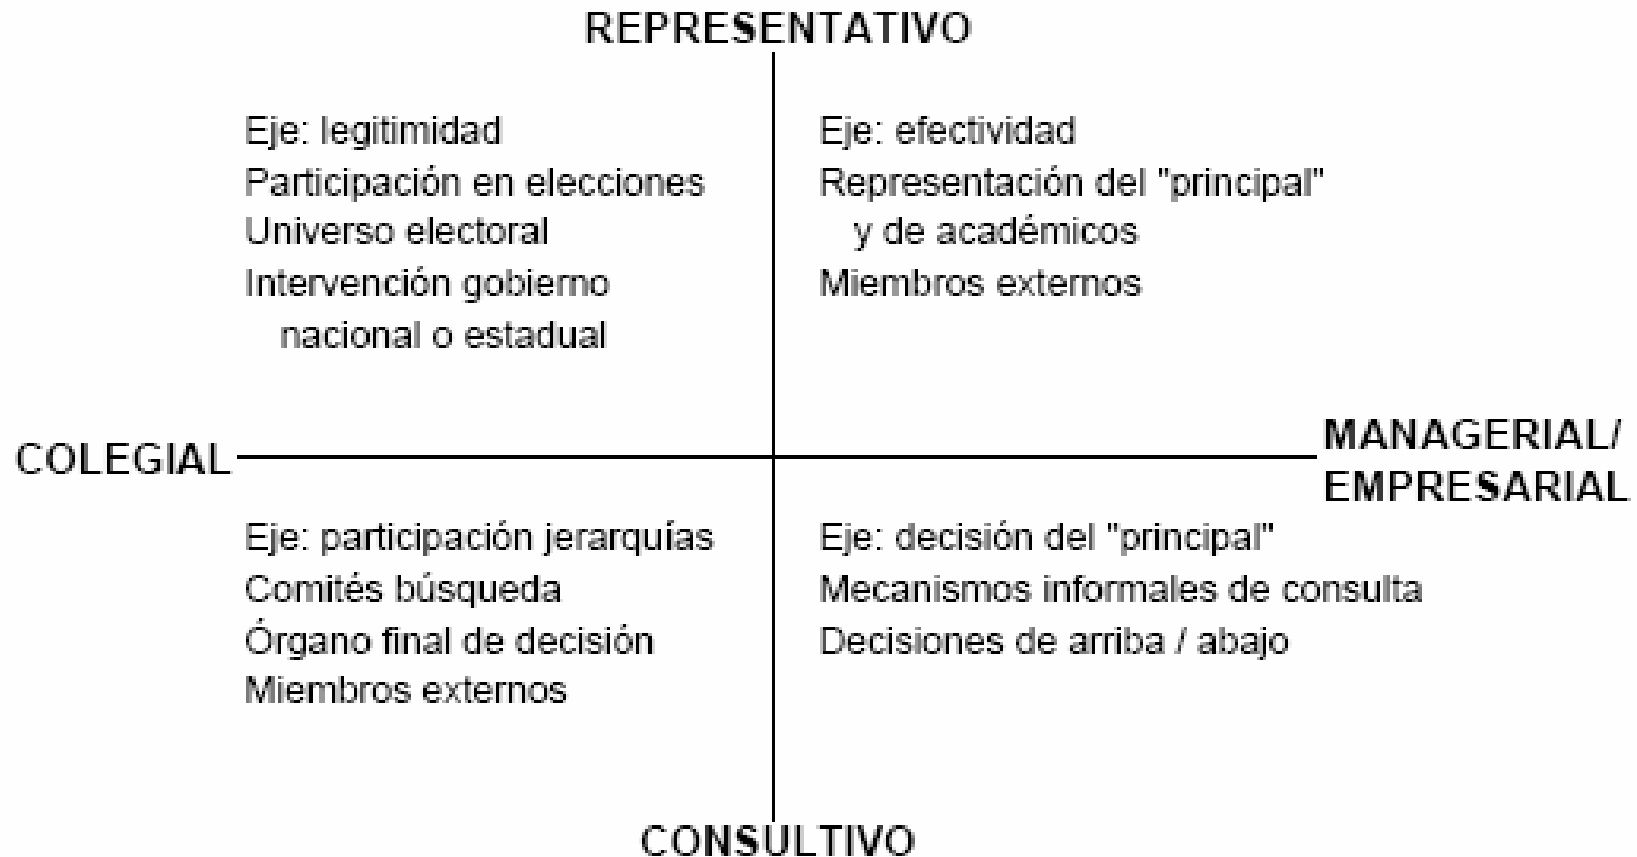 REPRESENTATIVO
Eje: legitimidad
Participación en elecciones
Universo electoral
Intervención gobierno
nacional o estadual
Eje: efectividad
Representación del "principal"
y de académicos
Miembros externos
COLEGIAL
MANAGERIAL/
EMPRESARIAL
Eje: participación jerarquías
Comités búsqueda
Órgano final de decisión
Miembros externos
Eje: decisión del "principal"
Mecanismos informales de consulta
Decisiones de arriba / abajo
CONSULTIVO